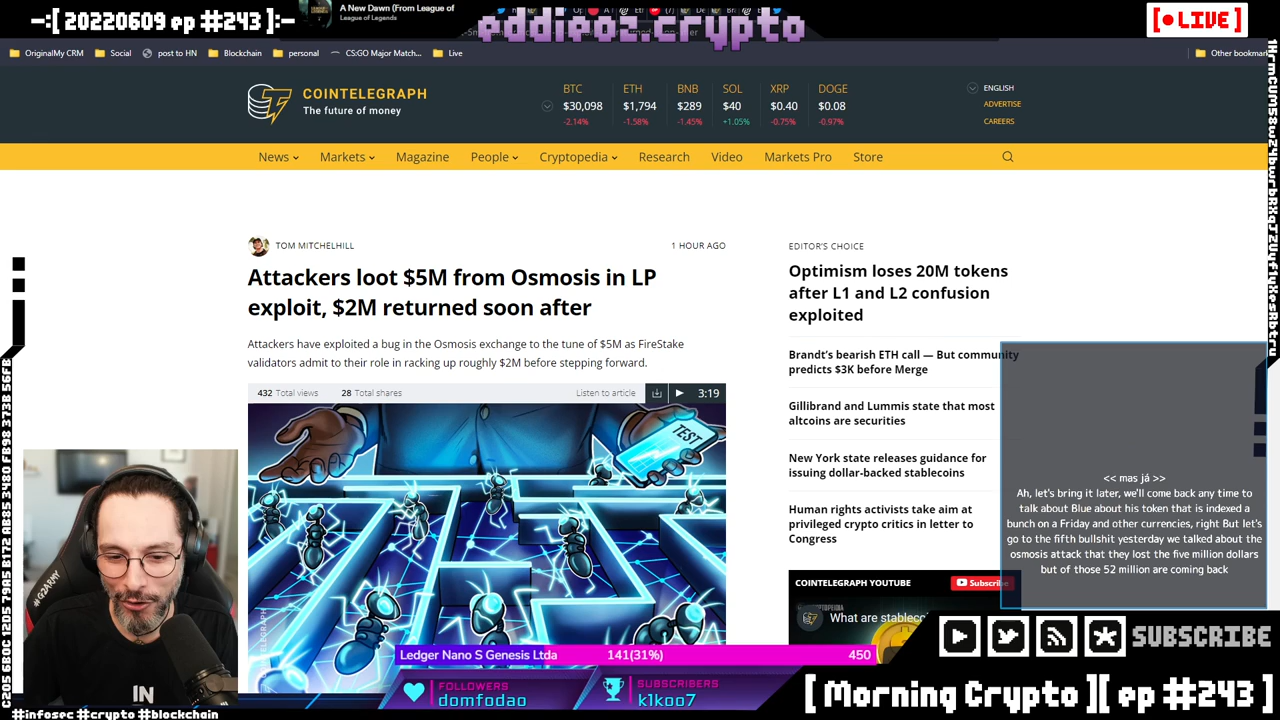 -:[ 20220609 ep #243 ]:-
A New Dawn (From League of
League of Legends
eddieoz.crypto
[ LIVE ]
OriginalMy CRM
Social
post to HN
Blockchain
personal
CS:GO Major Match...
Live
Other bookmar
COINTELEGRAPH
The future of money
BTC ETH BNB SOL XRP DOGE
$30,098 $1,794 $289 $40 $0.40 $0.08
-2.14% -1.58% -1.45% +1.05% -0.75% -0.97%
ENGLISH
ADVERTISE
CAREERS
News Markets Magazine People Cryptopedia Research Video Markets Pro Store
TOM MITCHELHILL
1 HOUR AGO
Attackers loot $5M from Osmosis in LP
exploit, $2M returned soon after
Attackers have exploited a bug in the Osmosis exchange to the tune of $5M as FireStake
validators admit to their role in racking up roughly $2M before stepping forward.
432 Total views 28 Total shares Listen to article 3:19
TEST
EDITOR'S CHOICE
Optimism loses 20M tokens
after L1 and L2 confusion
exploited
Brandt's bearish ETH call — But community
predicts $3K before Merge
Gillibrand and Lummis state that most
altcoins are securities
New York state releases guidance for
issuing dollar-backed stablecoins
Human rights activists take aim at
privileged crypto critics in letter to
Congress
COINTELEGRAPH YOUTUBE
Subscribe
What are stablec
<< mas já >>
Ah, let's bring it later, we'll come back any time to
talk about Blue about his token that is indexed a
bunch on a Friday and other currencies, right But let's
go to the fifth bullshit yesterday we talked about the
osmosis attack that they lost the five million dollars
but of those 52 million are coming back
SUBSCRIBE
Ledger Nano S Genesis Ltda 141(31%) 450
FOLLOWERS
domfodao
SUBSCRIBERS
k1koo7
[ Morning Crypto ][ ep #243 ]
IN
#infosec #crypto #blockchain